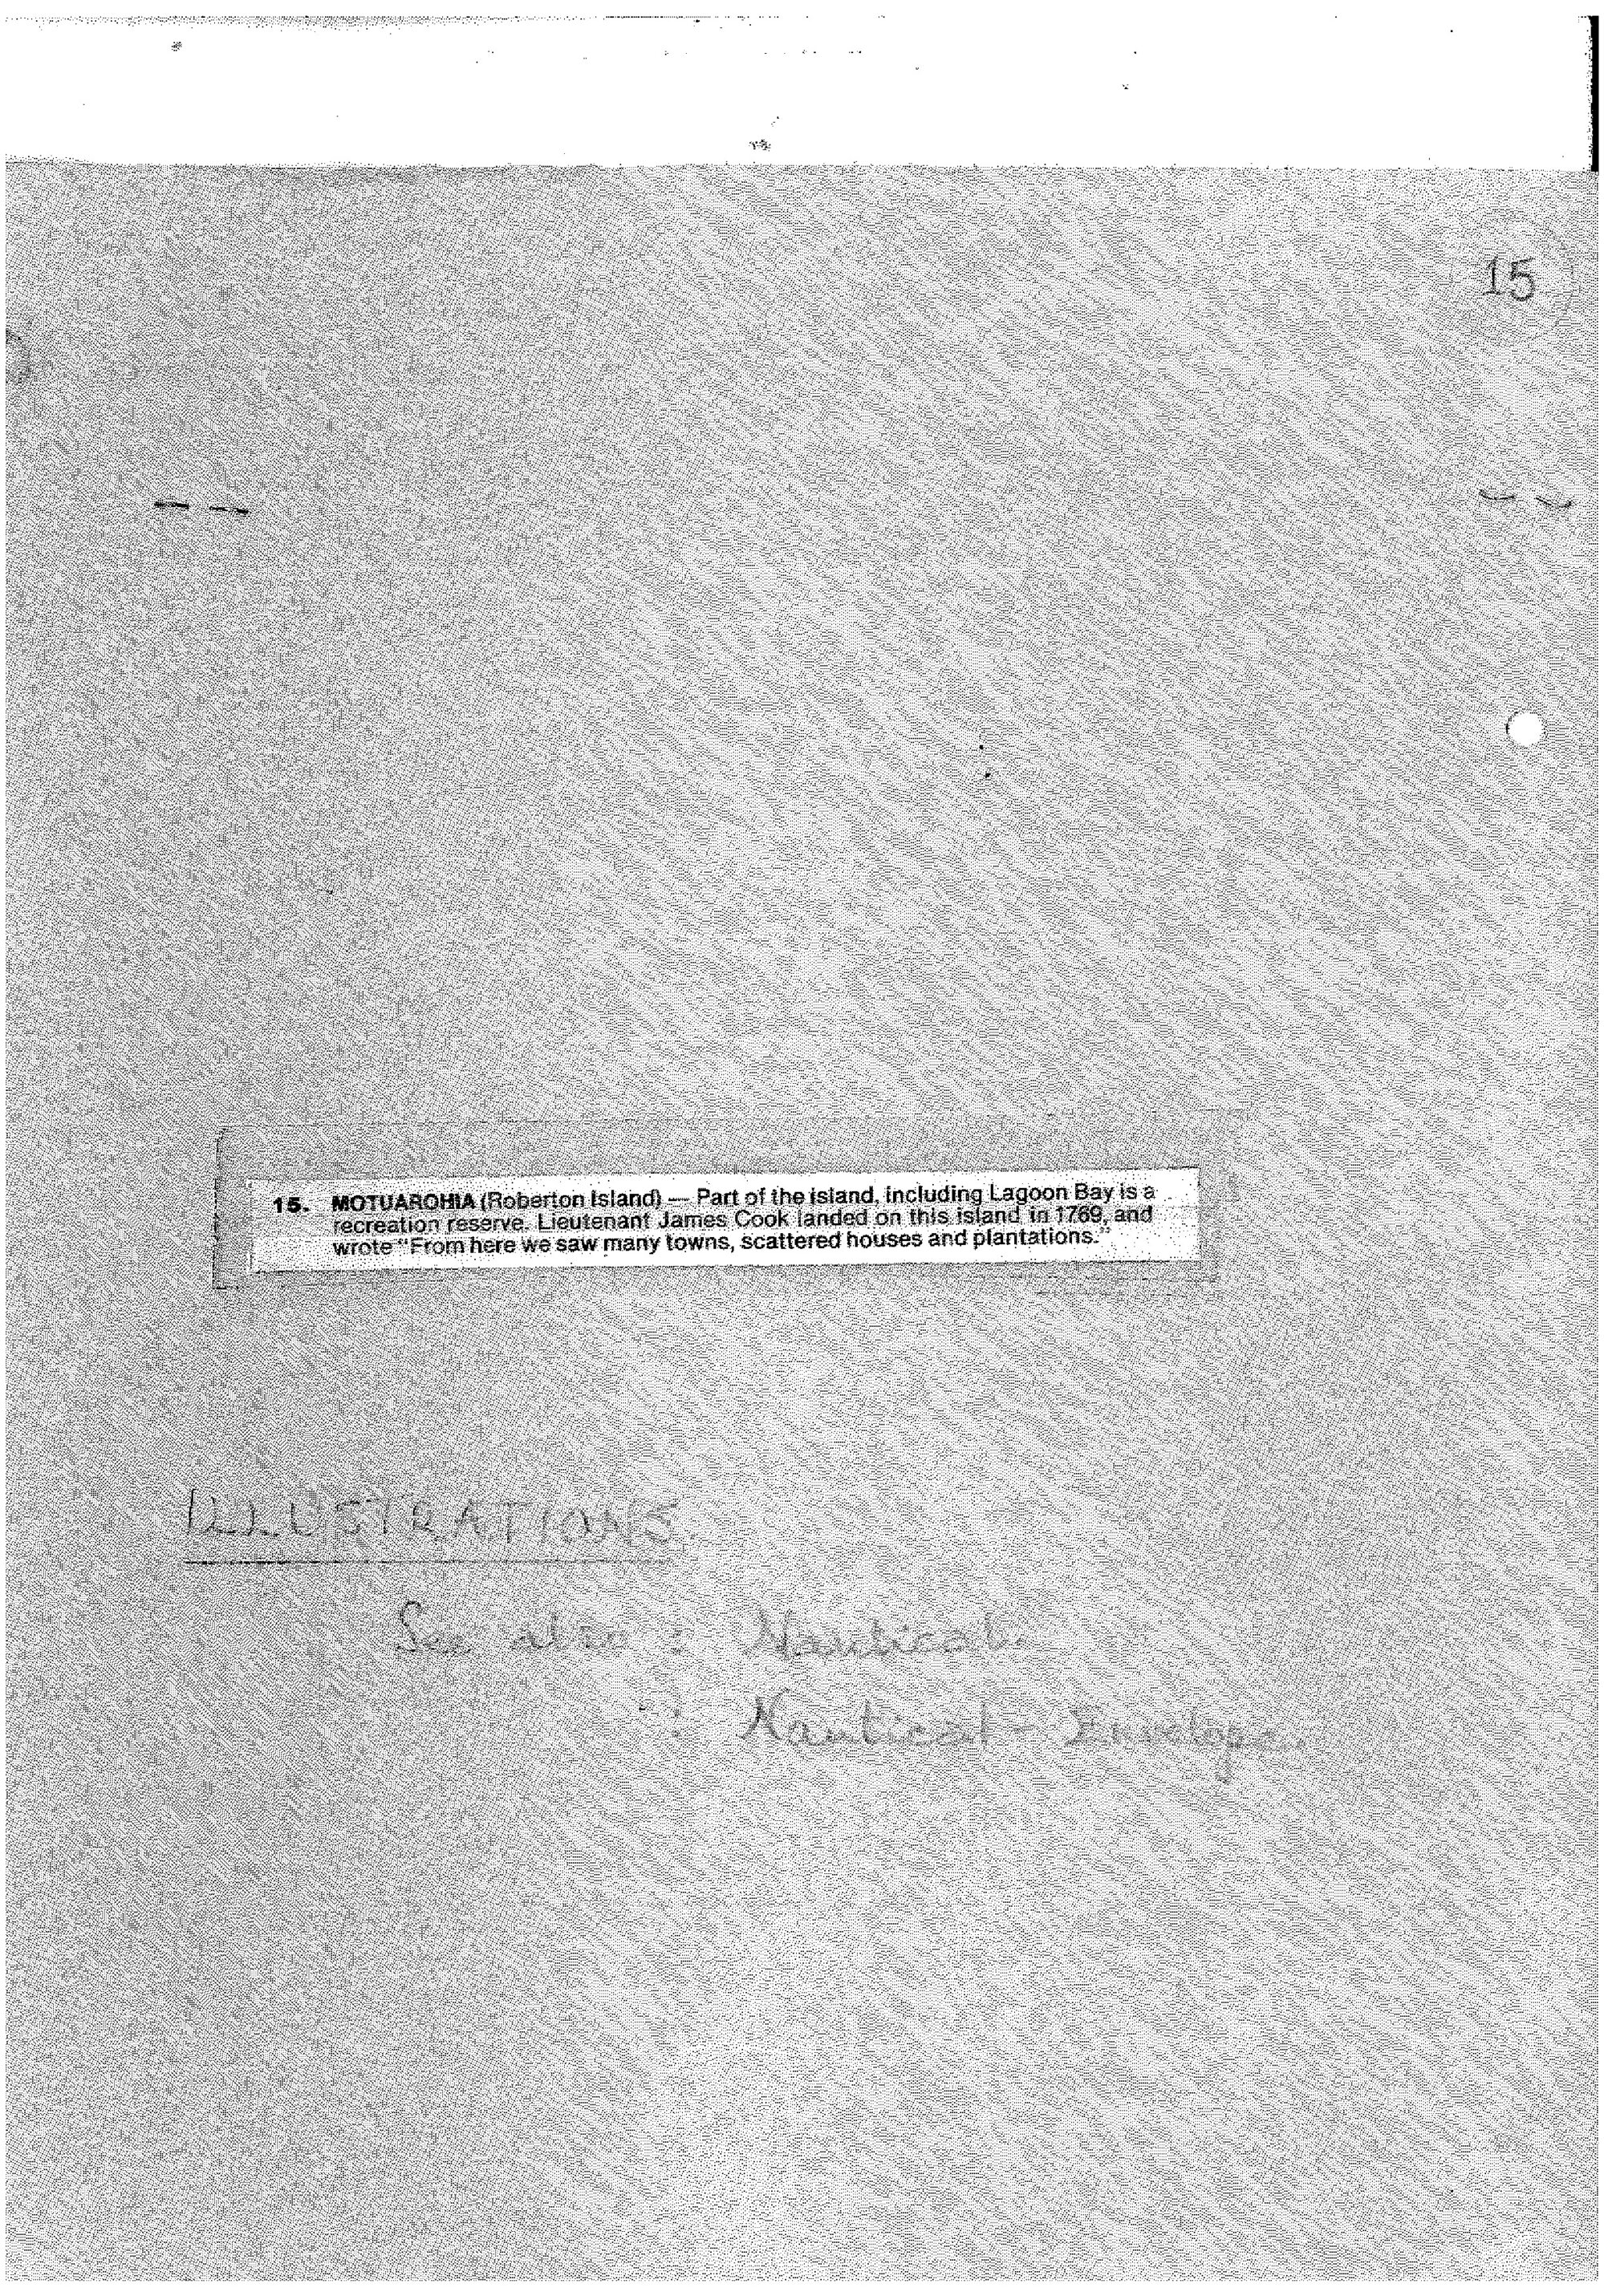 15
15. MOTUAROHIA (Roberton Island) — Part of the island, including Lagoon Bay is a
recreation reserve. Lieutenant James Cook landed on this island in 1769, and
wrote "From here we saw many towns, scattered houses and plantations."
ILLUSTRATIONS
See also : Nautical.
: Nautical - Envelope.